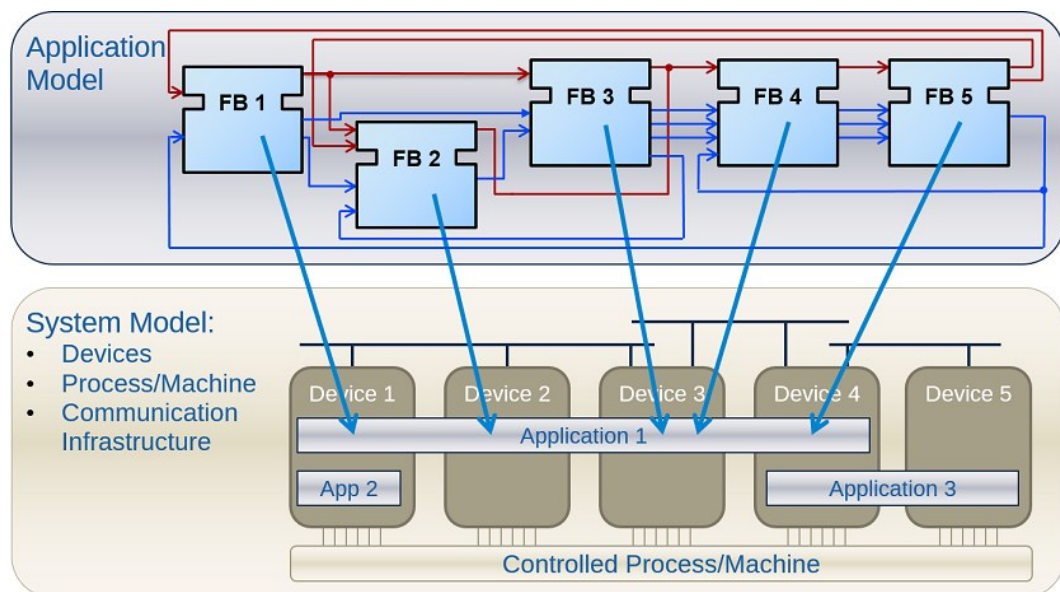 Application
Model
FB 1
FB 2
FB 3
FB 4
FB 5
System Model:
• Devices
• Process/Machine
• Communication
Infrastructure
Device 1
Device 2
Device 3
Device 4
Device 5
Application 1
App 2
Application 3
Controlled Process/Machine